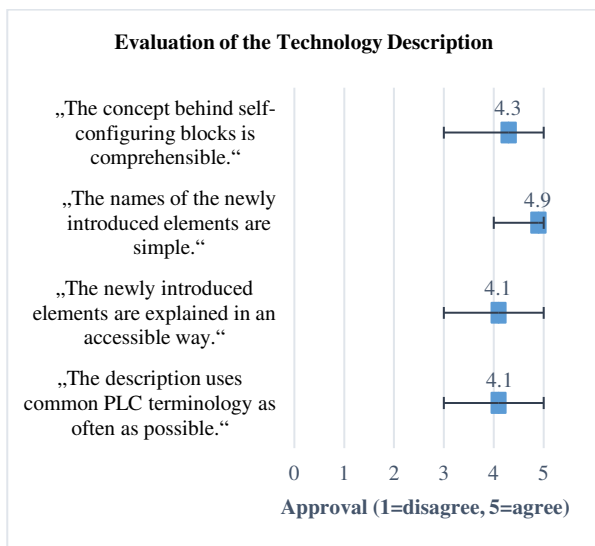 Evaluation of the Technology Description
„The concept behind self-
configuring blocks is
comprehensible.“
4.3
„The names of the newly
introduced elements are
simple.“
4.9
„The newly introduced
elements are explained in an
accessible way.“
4.1
„The description uses
common PLC terminology as
often as possible.“
4.1
0 1 2 3 4 5
Approval (1=disagree, 5=agree)